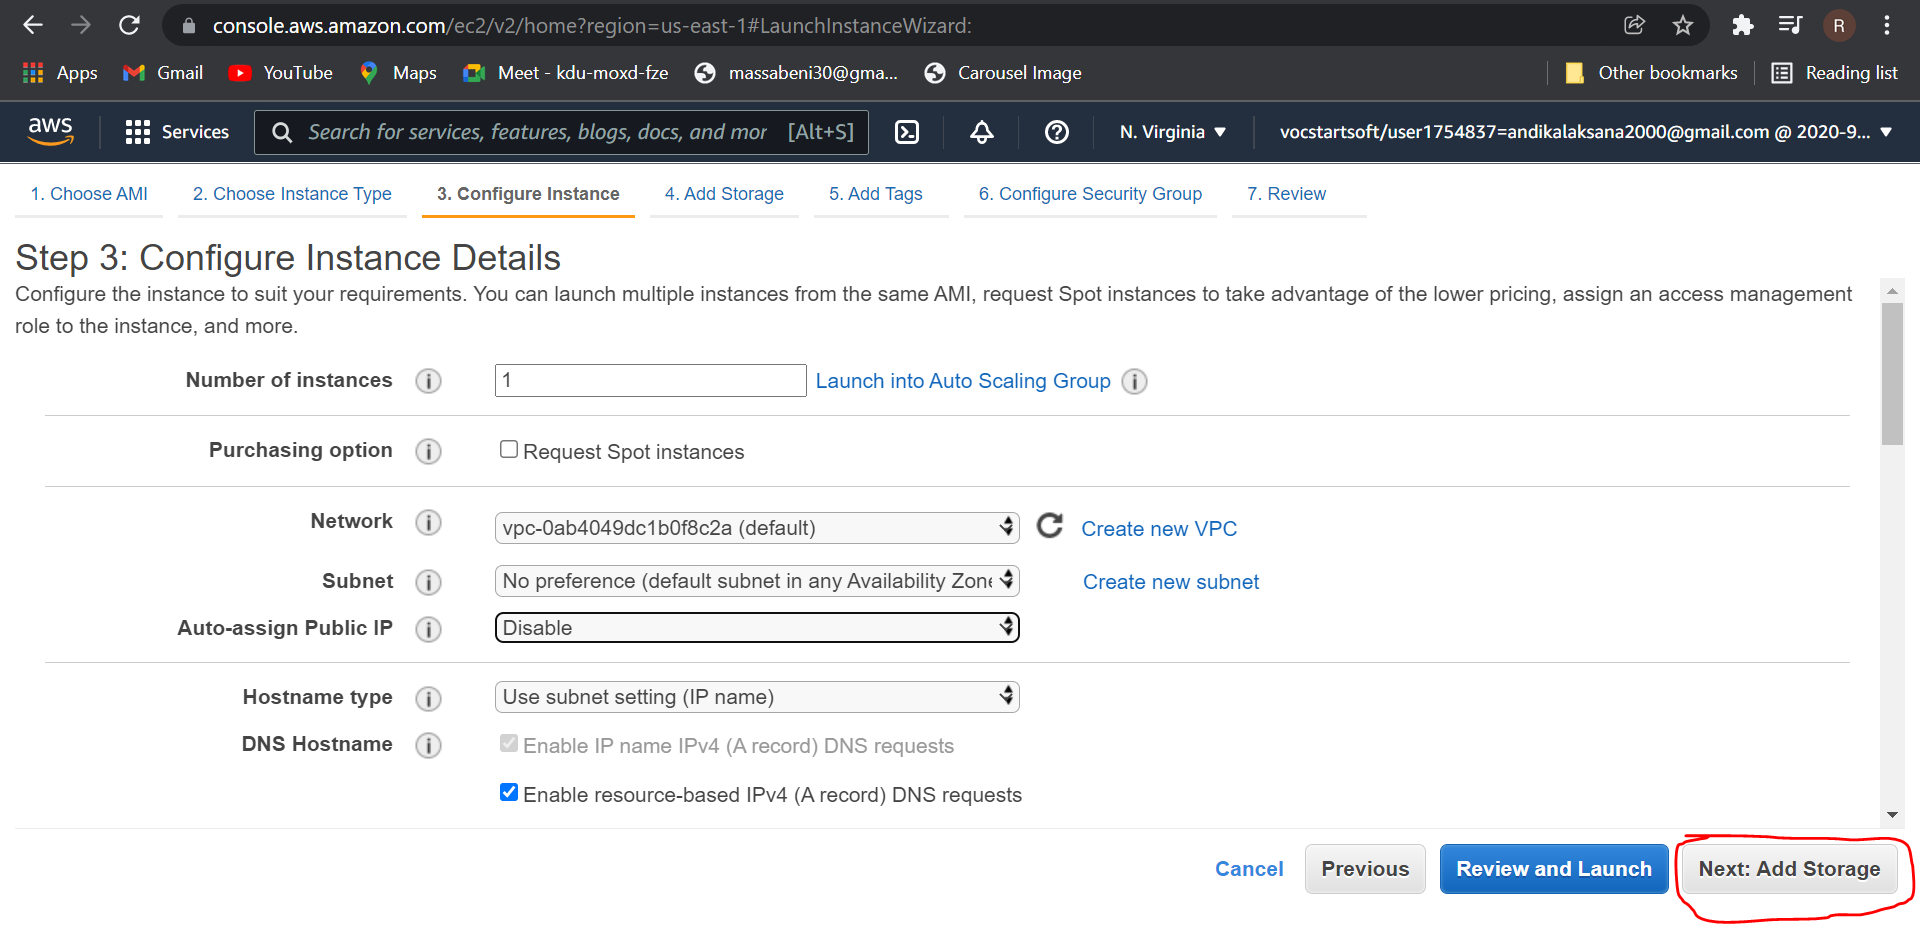 console.aws.amazon.com/ec2/v2/home?region=us-east-1#LaunchInstanceWizard:
R
Apps Gmail YouTube Maps Meet - kdu-moxd-fze massabeni30@gma... Carousel Image Other bookmarks Reading list
aws Services Search for services, features, blogs, docs, and mor [Alt+S] N. Virginia ▼ vocstartsoft/user1754837=andikalaksana2000@gmail.com @ 2020-9... ▼
1. Choose AMI 2. Choose Instance Type 3. Configure Instance 4. Add Storage 5. Add Tags 6. Configure Security Group 7. Review
Step 3: Configure Instance Details
Configure the instance to suit your requirements. You can launch multiple instances from the same AMI, request Spot instances to take advantage of the lower pricing, assign an access management
role to the instance, and more.
Number of instances i 1 Launch into Auto Scaling Group i
Purchasing option i Request Spot instances
Network i vpc-0ab4049dc1b0f8c2a (default) Create new VPC
Subnet i No preference (default subnet in any Availability Zone Create new subnet
Auto-assign Public IP i Disable
Hostname type i Use subnet setting (IP name)
DNS Hostname i Enable IP name IPv4 (A record) DNS requests
Enable resource-based IPv4 (A record) DNS requests
Cancel Previous Review and Launch Next: Add Storage